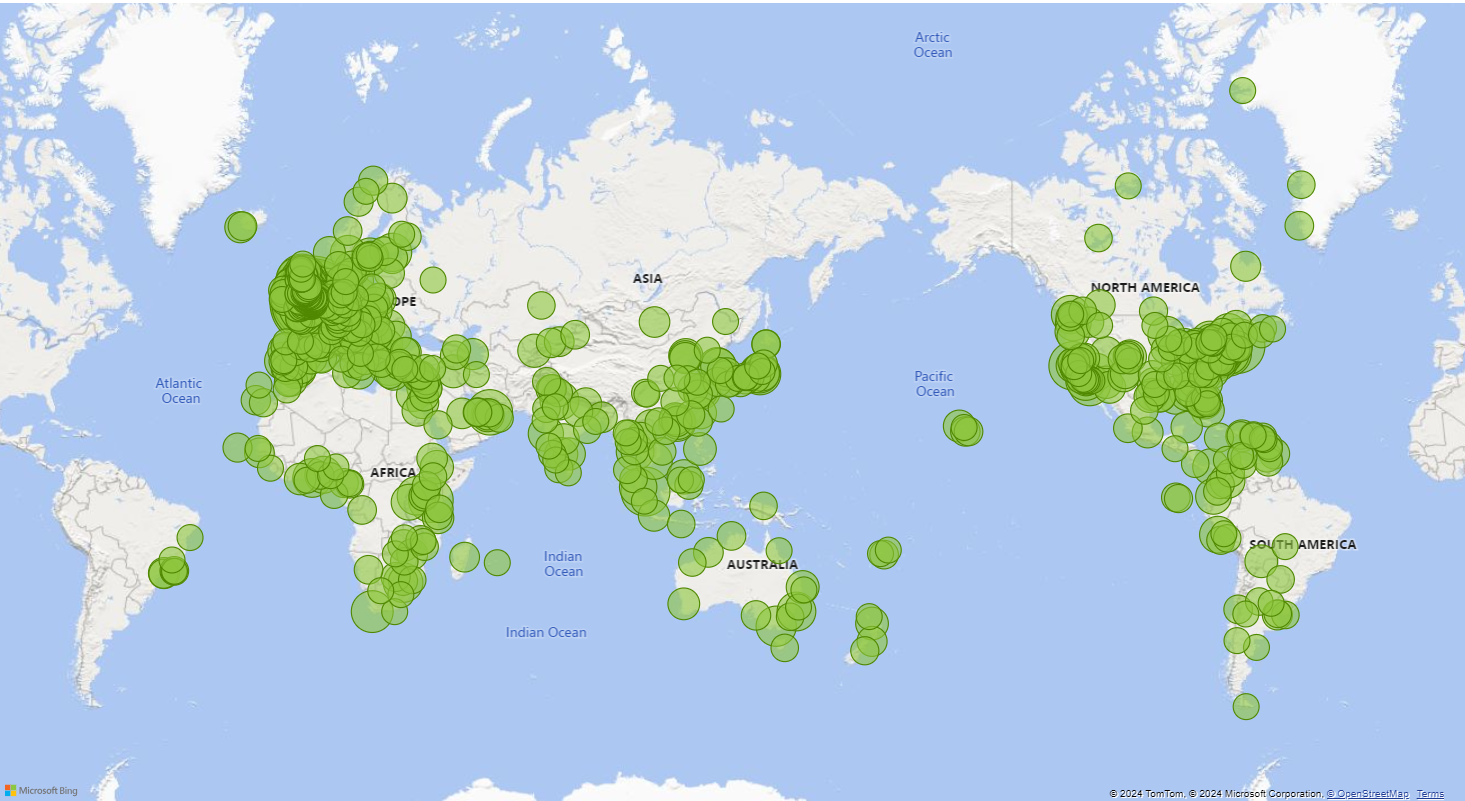 Arctic
Ocean
ASIA
OPE
NORTH AMERICA
Atlantic
Ocean
Pacific
Ocean
AFRICA
SOUTH AMERICA
Indian
Ocean
AUSTRALIA
Indian Ocean
Microsoft Bing
© 2024 TomTom, © 2024 Microsoft Corporation, © OpenStreetMap Terms